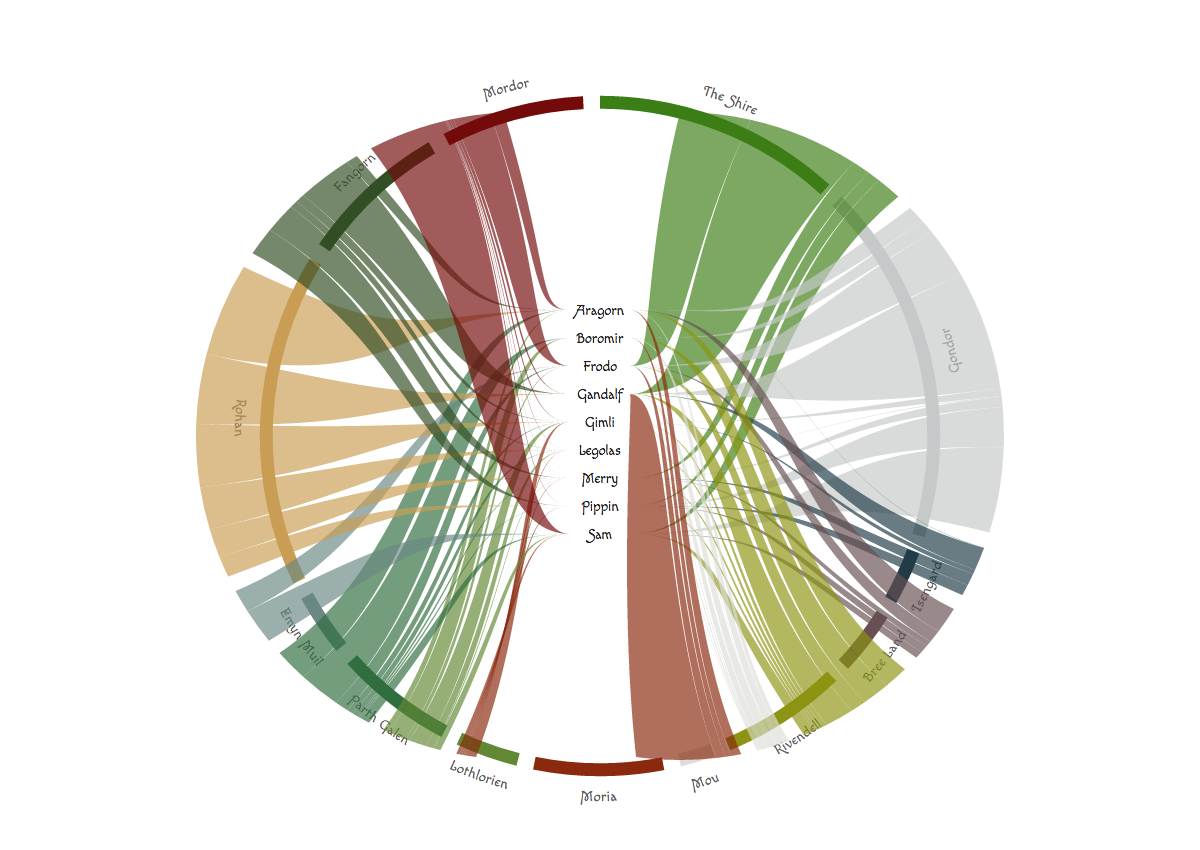 Mordor
The Shire
Fangorn
Gondor
Rohan
Aragorn
Boromir
Frodo
Gandalf
Gimli
Legolas
Merry
Pippin
Sam
Isengard
Emyn Muil
Bree Land
Parth Galen
Rivendell
Lothlorien
Mou
Moria